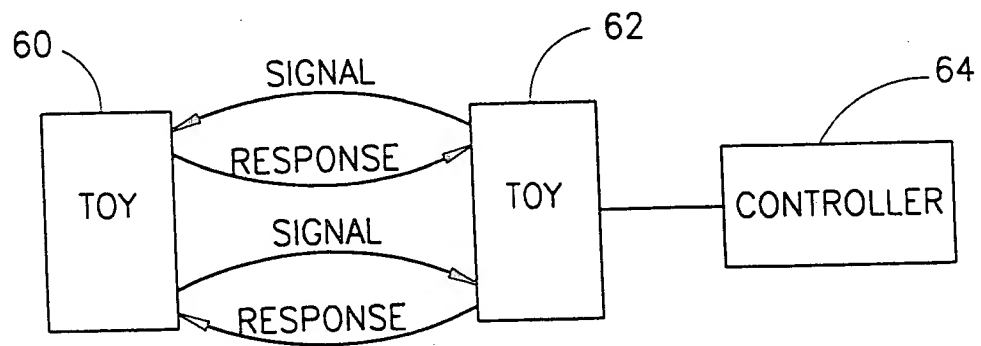 60
62
64
SIGNAL
RESPONSE
TOY
TOY
CONTROLLER
SIGNAL
RESPONSE